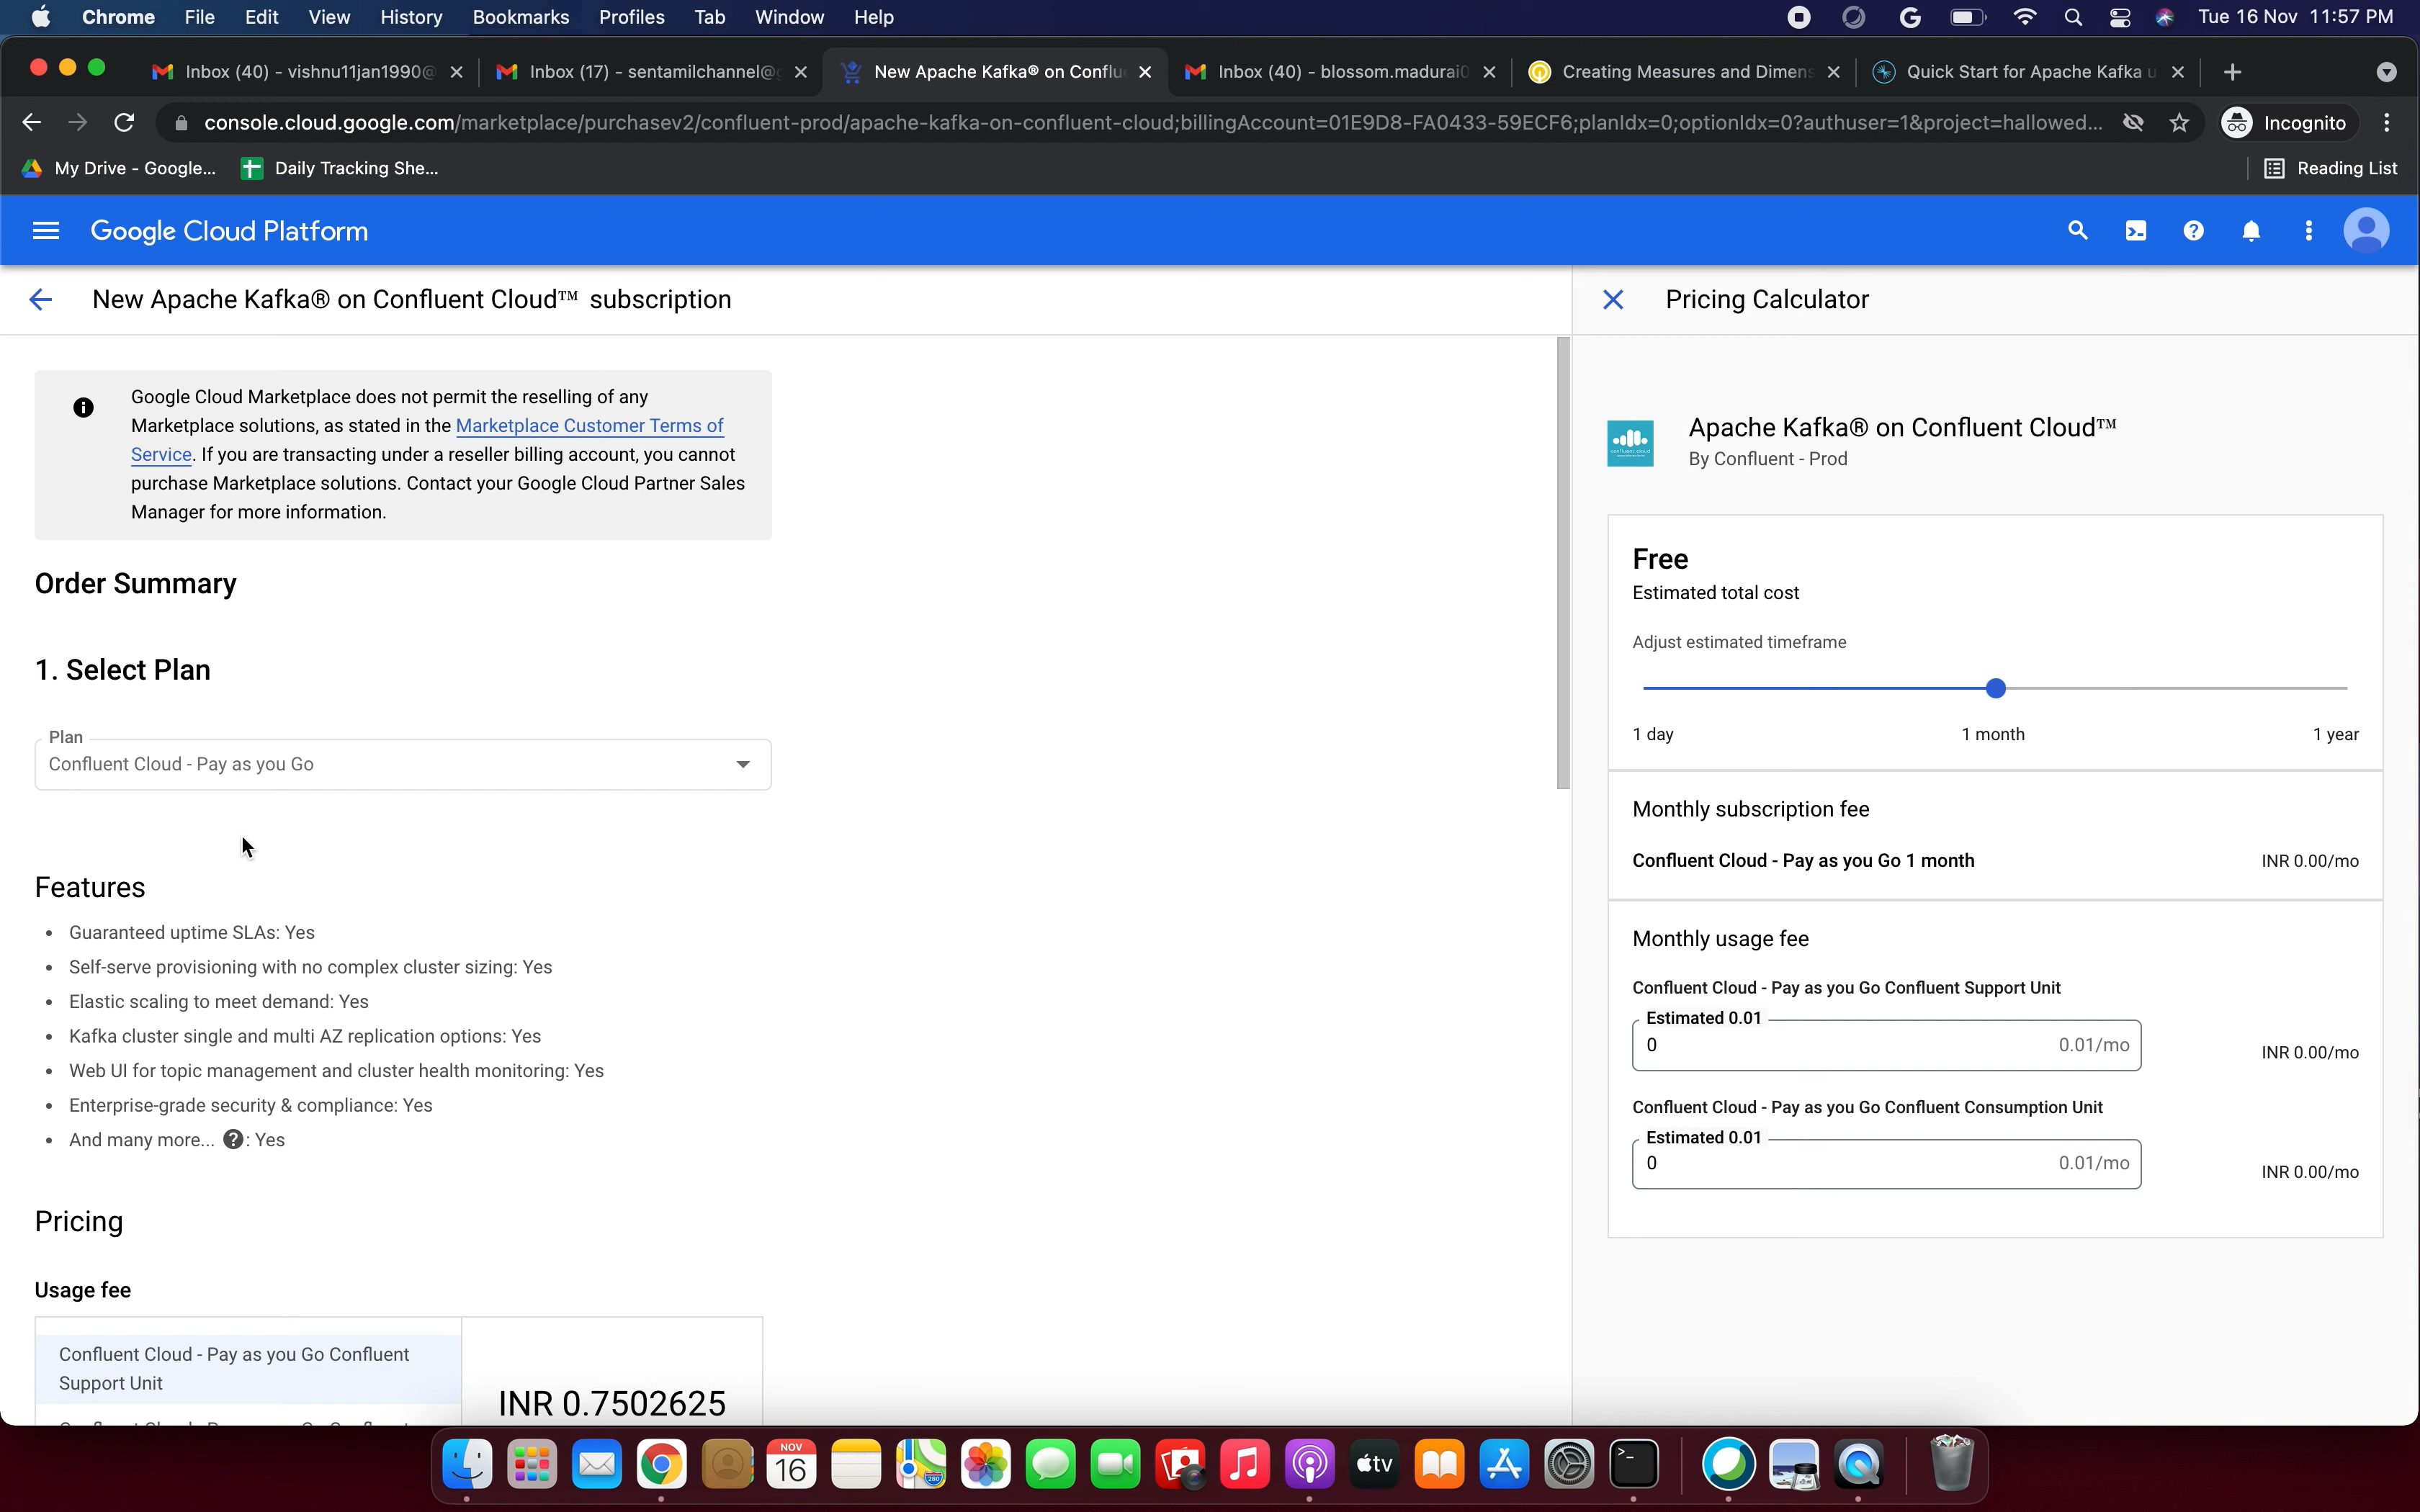 Chrome File Edit View History Bookmarks Profiles Tab Window Help Tue 16 Nov 11:57 PM
Inbox (40) - vishnu11jan1990@ Inbox (17) - sentamilchannel@g New Apache Kafka® on Conflue Inbox (40) - blossom.madurai0 Creating Measures and Dimens Quick Start for Apache Kafka u
console.cloud.google.com/marketplace/purchasev2/confluent-prod/apache-kafka-on-confluent-cloud;billingAccount=01E9D8-FA0433-59ECF6;planIdx=0;optionIdx=0?authuser=1&project=hallowed... Incognito
My Drive - Google... Daily Tracking She... Reading List
Google Cloud Platform
New Apache Kafka® on Confluent Cloud™ subscription
Google Cloud Marketplace does not permit the reselling of any
Marketplace solutions, as stated in the Marketplace Customer Terms of
Service. If you are transacting under a reseller billing account, you cannot
purchase Marketplace solutions. Contact your Google Cloud Partner Sales
Manager for more information.
Order Summary
1. Select Plan
Plan
Confluent Cloud - Pay as you Go
Features
• Guaranteed uptime SLAs: Yes
• Self-serve provisioning with no complex cluster sizing: Yes
• Elastic scaling to meet demand: Yes
• Kafka cluster single and multi AZ replication options: Yes
• Web UI for topic management and cluster health monitoring: Yes
• Enterprise-grade security & compliance: Yes
• And many more... ?: Yes
Pricing
Usage fee
Confluent Cloud - Pay as you Go Confluent
Support Unit
INR 0.7502625
Pricing Calculator
Apache Kafka® on Confluent Cloud™
By Confluent - Prod
Free
Estimated total cost
Adjust estimated timeframe
1 day 1 month 1 year
Monthly subscription fee
Confluent Cloud - Pay as you Go 1 month INR 0.00/mo
Monthly usage fee
Confluent Cloud - Pay as you Go Confluent Support Unit
Estimated 0.01
0 0.01/mo INR 0.00/mo
Confluent Cloud - Pay as you Go Confluent Consumption Unit
Estimated 0.01
0 0.01/mo INR 0.00/mo
NOV
16
tv